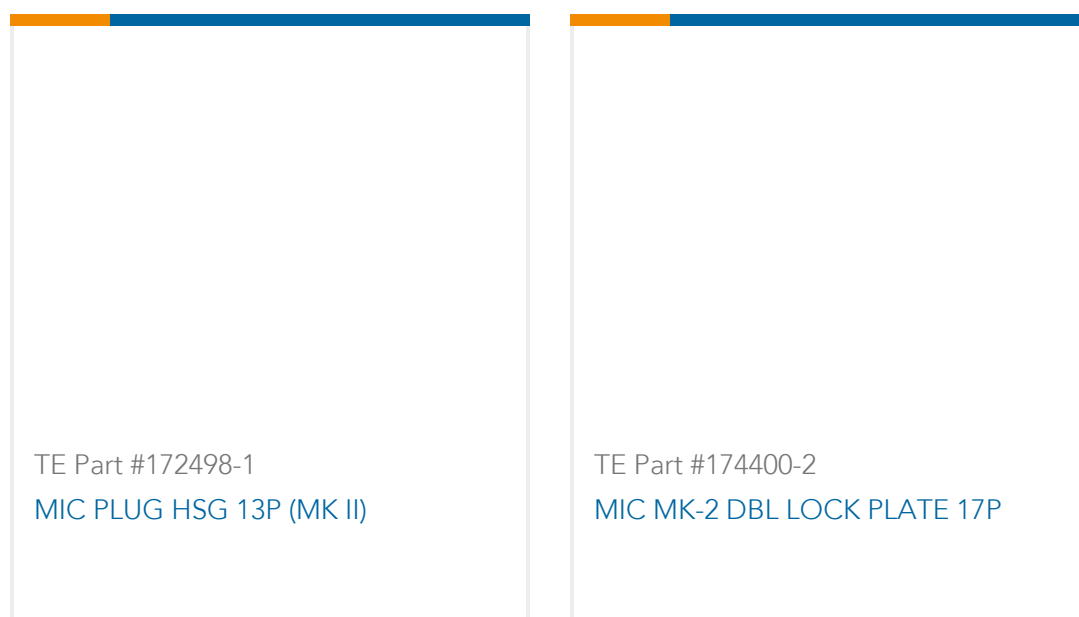 TE Part #172498-1
MIC PLUG HSG 13P (MK II)
TE Part #174400-2
MIC MK-2 DBL LOCK PLATE 17P